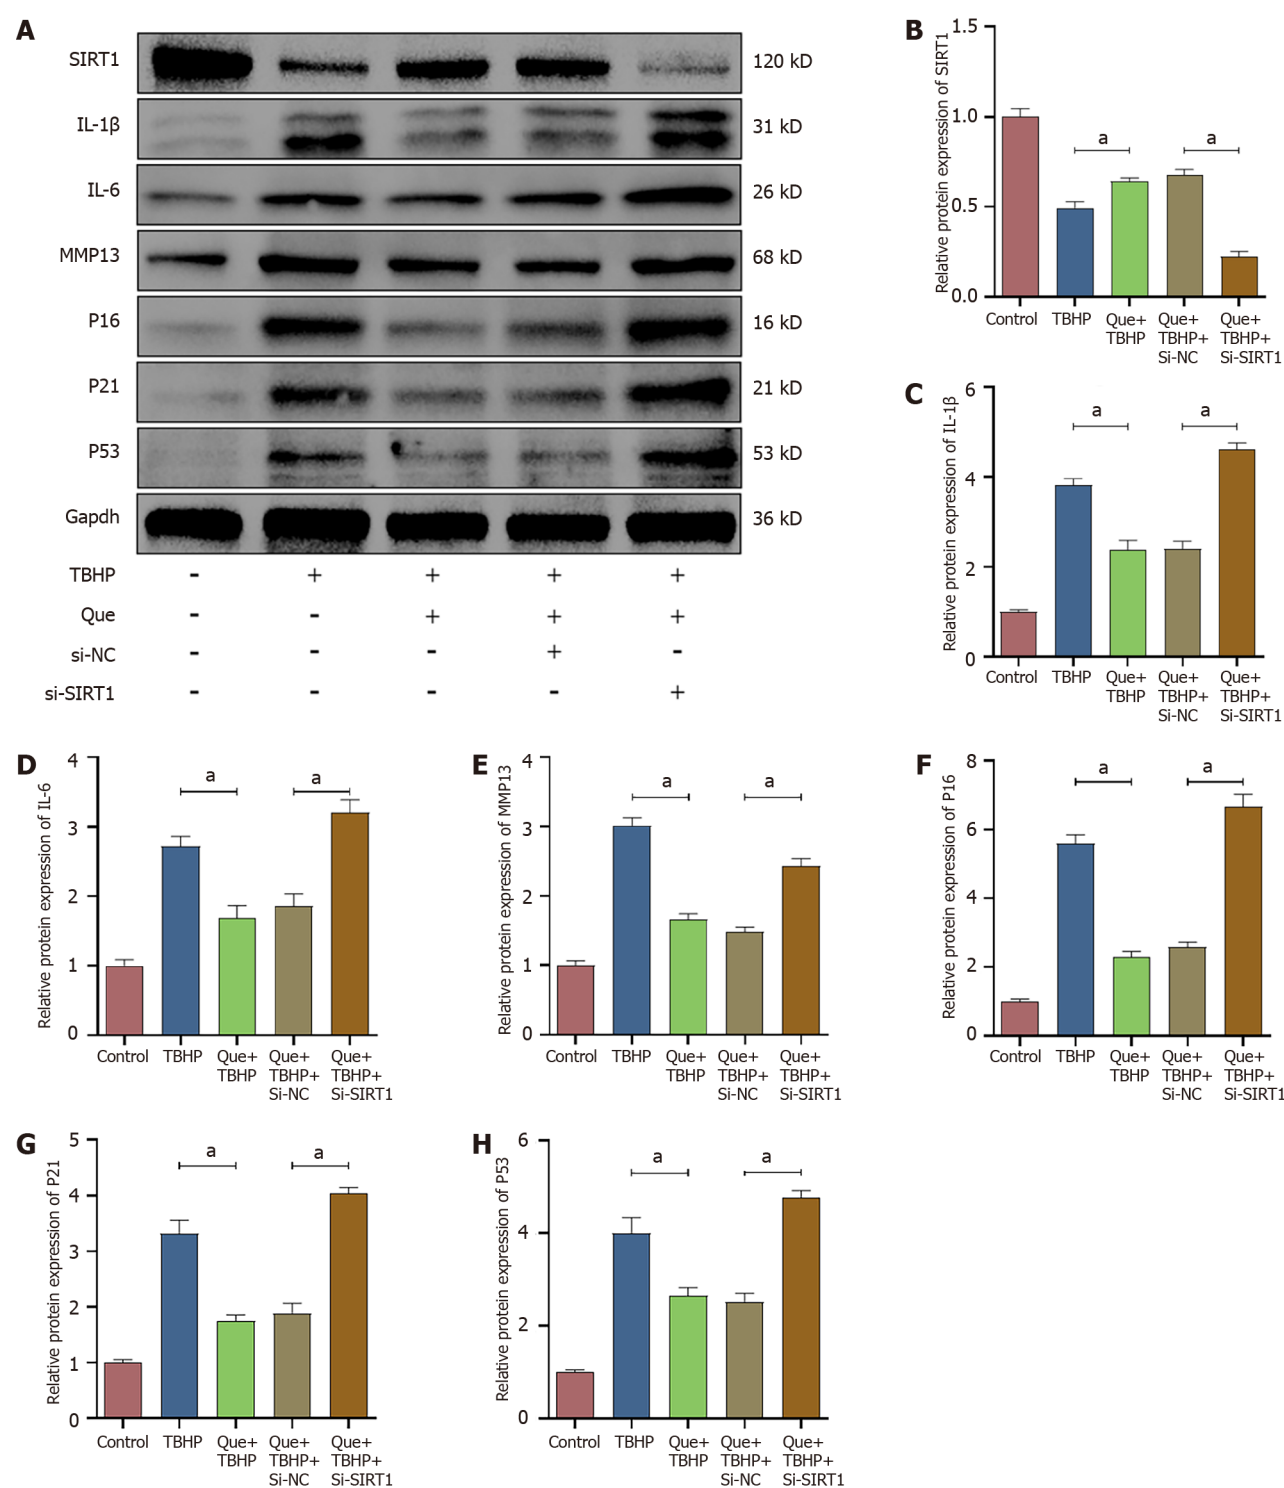 A
SIRT1
120 kD
IL-1β
31 kD
IL-6
26 kD
MMP13
68 kD
P16
16 kD
P21
21 kD
P53
53 kD
Gapdh
36 kD
TBHP - + + + +
Que - - + + +
si-NC - - - + -
si-SIRT1 - - - - +
B
Relative protein expression of SIRT1
1.5
1.0
0.5
0.0
a
a
Control TBHP Que+ Que+ Que+
TBHP TBHP+ TBHP+
Si-NC Si-SIRT1
C
Relative protein expression of IL-1β
6
4
2
0
a
a
Control TBHP Que+ Que+ Que+
TBHP TBHP+ TBHP+
Si-NC Si-SIRT1
D
Relative protein expression of IL-6
4
3
2
1
0
a
a
Control TBHP Que+ Que+ Que+
TBHP TBHP+ TBHP+
Si-NC Si-SIRT1
E
Relative protein expression of MMP13
4
3
2
1
0
a
a
Control TBHP Que+ Que+ Que+
TBHP TBHP+ TBHP+
Si-NC Si-SIRT1
F
Relative protein expression of P16
8
6
4
2
0
a
a
Control TBHP Que+ Que+ Que+
TBHP TBHP+ TBHP+
Si-NC Si-SIRT1
G
Relative protein expression of P21
5
4
3
2
1
0
a
a
Control TBHP Que+ Que+ Que+
TBHP TBHP+ TBHP+
Si-NC Si-SIRT1
H
Relative protein expression of P53
6
4
2
0
a
a
Control TBHP Que+ Que+ Que+
TBHP TBHP+ TBHP+
Si-NC Si-SIRT1